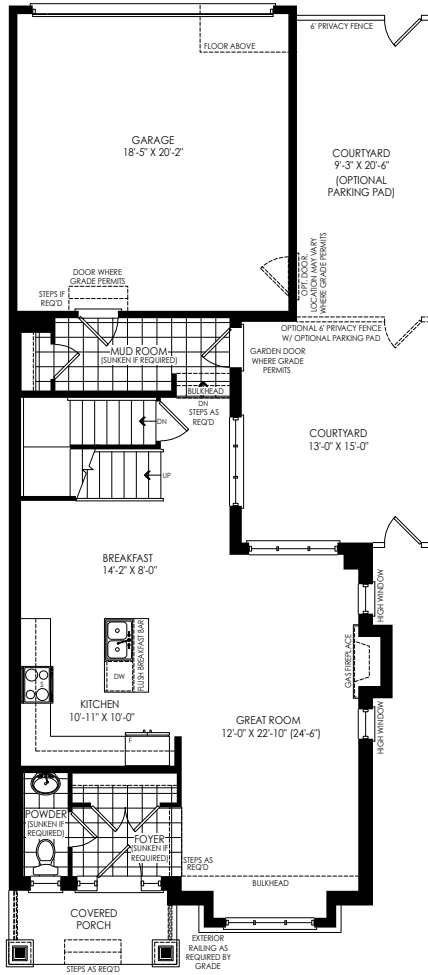 6' PRIVACY FENCE
FLOOR ABOVE
GARAGE
18'-5" X 20'-2"
COURTYARD
9'-3" X 20'-6"
(OPTIONAL
PARKING PAD)
DOOR WHERE
GRADE PERMITS
STEPS IF
REQ'D
OPT. DOOR.
LOCATION MAY VARY
WHERE GRADE PERMITS
OPTIONAL 6' PRIVACY FENCE
W/ OPTIONAL PARKING PAD
MUD ROOM
(SUNKEN IF REQUIRED)
GARDEN DOOR
WHERE GRADE
PERMITS
BULKHEAD
DN
STEPS AS
REQ'D
DN
UP
COURTYARD
13'-0" X 15'-0"
BREAKFAST
14'-2" X 8'-0"
HIGH WINDOW
FLUSH BREAKFAST BAR
DW
GAS FIREPLACE
S
KITCHEN
10'-11" X 10'-0"
GREAT ROOM
12'-0" X 22'-10" (24'-6")
HIGH WINDOW
F
POWDER
(SUNKEN IF
REQUIRED)
FOYER
(SUNKEN IF
REQUIRED)
STEPS AS
REQ'D
BULKHEAD
COVERED
PORCH
EXTERIOR
RAILING AS
REQUIRED BY
GRADE
STEPS AS REQ'D